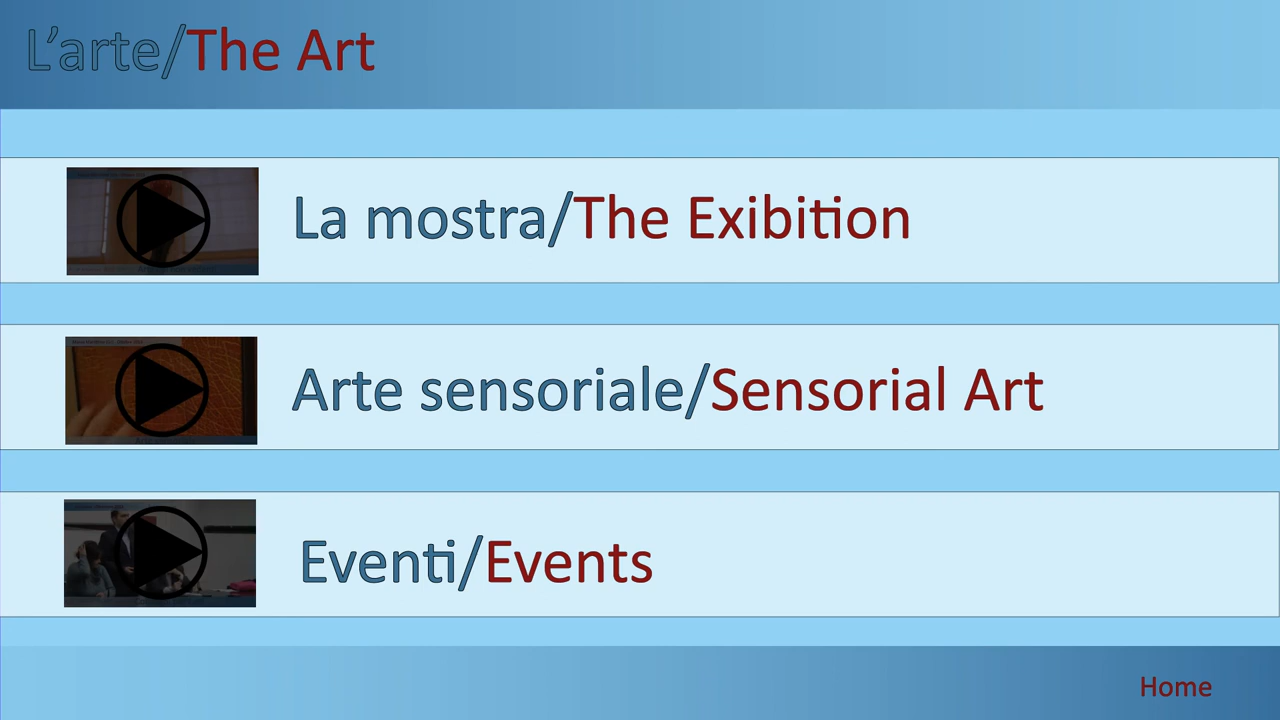 L'arte/The Art
La mostra/The Exibition
Arte sensoriale/Sensorial Art
Eventi/Events
Home